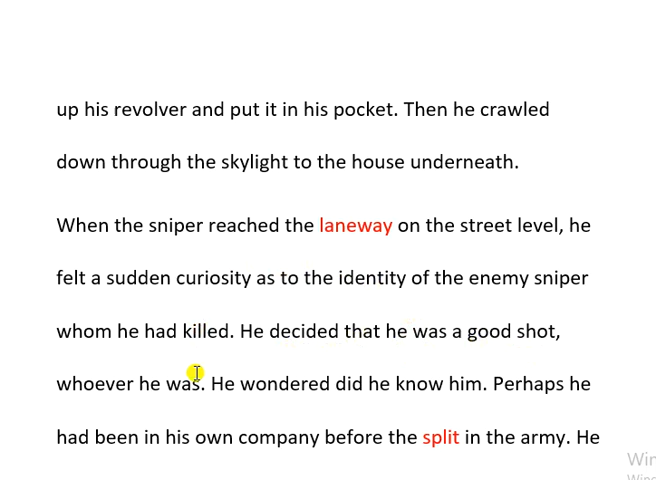 up his revolver and put it in his pocket. Then he crawled
down through the skylight to the house underneath.
When the sniper reached the laneway on the street level, he
felt a sudden curiosity as to the identity of the enemy sniper
whom he had killed. He decided that he was a good shot,
whoever he was. He wondered did he know him. Perhaps he
had been in his own company before the split in the army. He